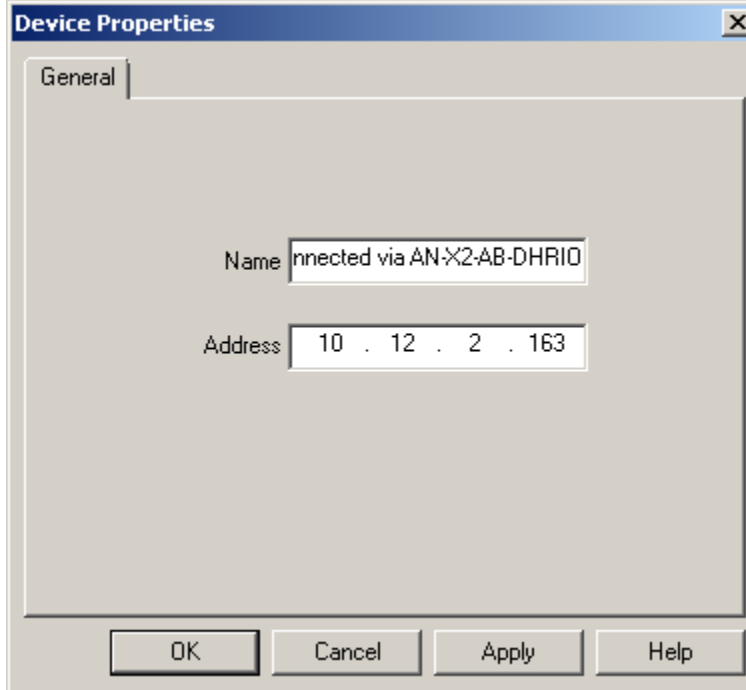 Device Properties
General
Name nnected via AN-X2-AB-DHRIO
Address 10 . 12 . 2 . 163
OK Cancel Apply Help